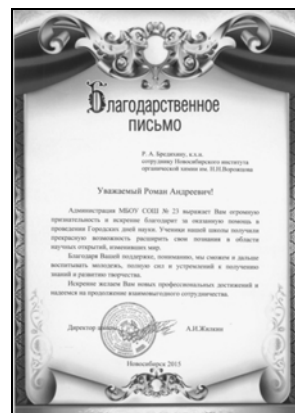 Благодарственное
письмо
Р. А. Бредихину, к.х.н.
сотруднику Новосибирского института
органической химии им. Н.Н.Ворожцова
Уважаемый Роман Андреевич!
Администрация МБОУ СОШ № 23 выражает Вам огромную
признательность и искренне благодарит за оказанную помощь в
проведении Городских дней науки. Ученики нашей школы получили
прекрасную возможность расширить свои познания в области
научных открытий, изменивших мир.
Благодаря Вашей поддержке, пониманию, мы сможем и дальше
воспитывать молодежь, полную сил и устремлений к получению
знаний и развитию творчества.
Искренне желаем Вам новых профессиональных достижений и
надеемся на продолжение взаимовыгодного сотрудничества.
Директор школы А.Н.Жилкин
Новосибирск 2015